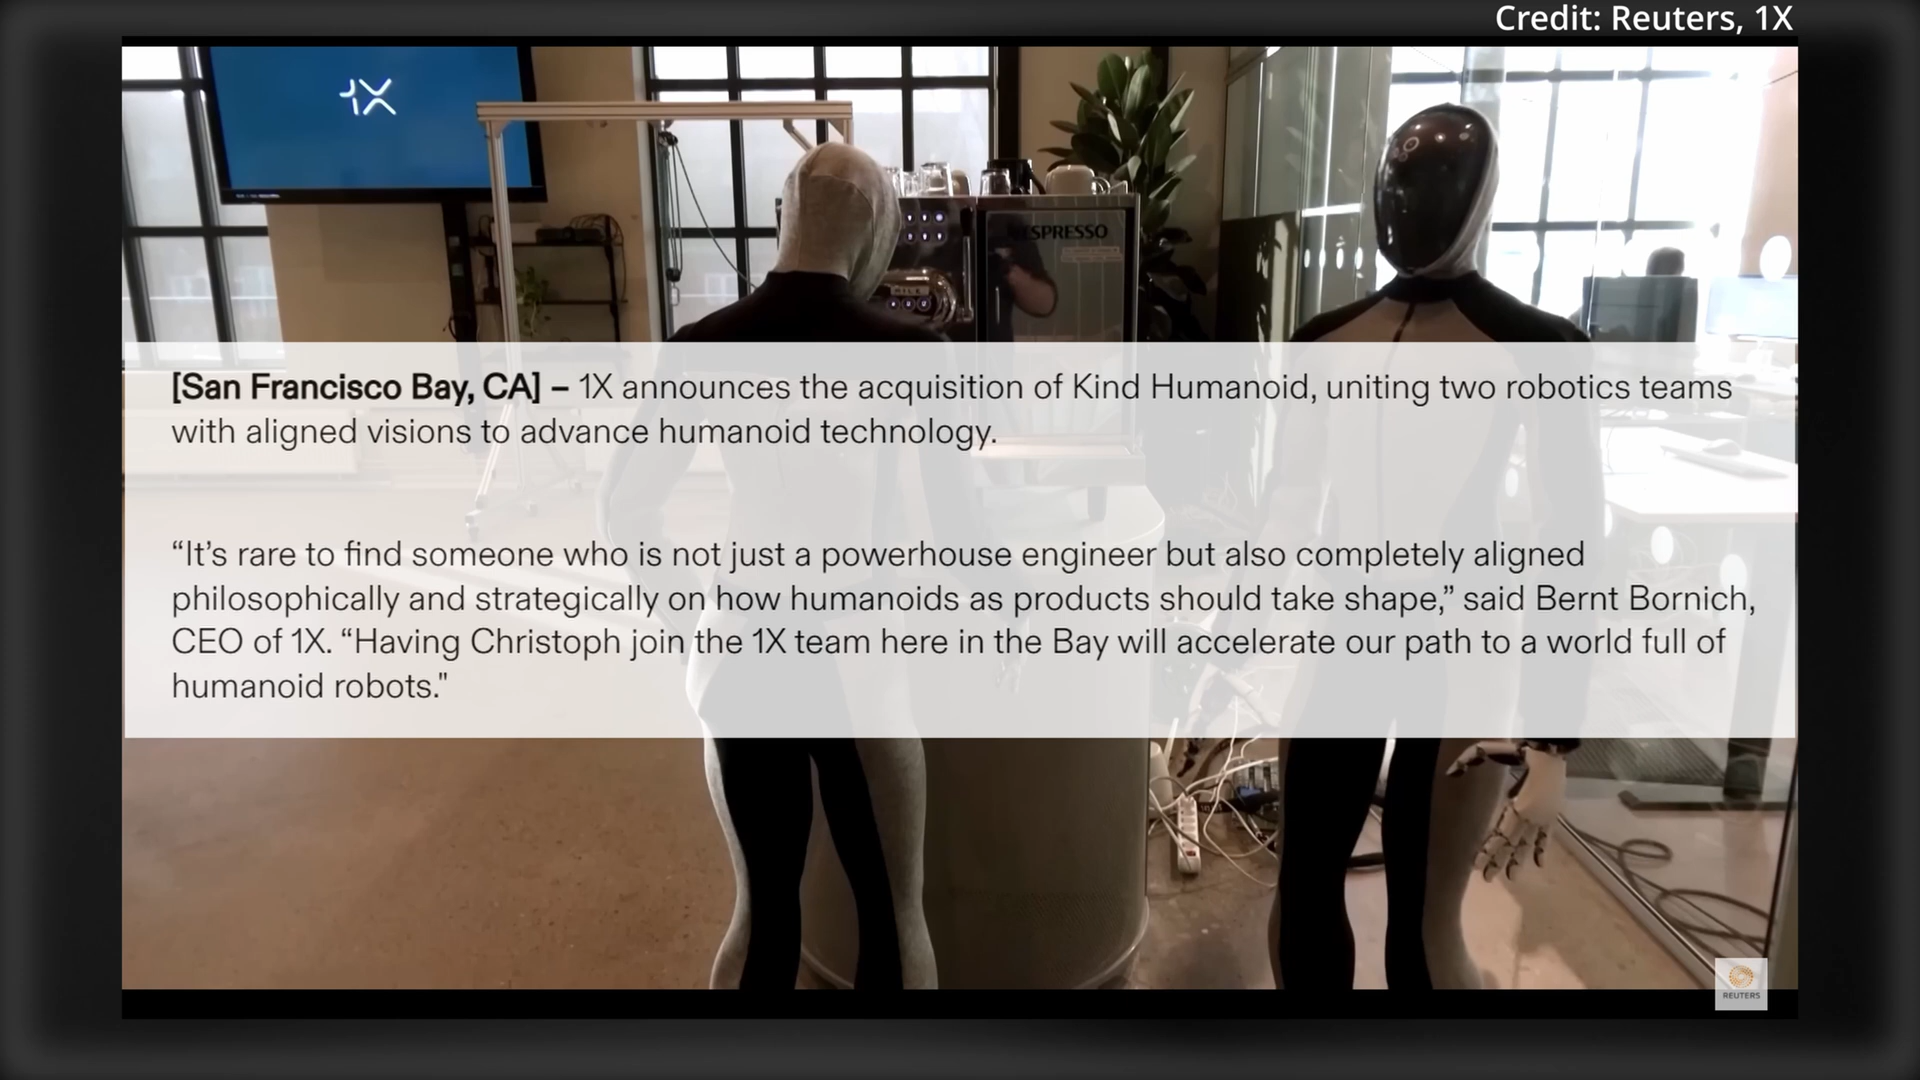 Credit: Reuters, 1X
1X
ESPRESSO
MILK
[San Francisco Bay, CA] – 1X announces the acquisition of Kind Humanoid, uniting two robotics teams
with aligned visions to advance humanoid technology.
“It’s rare to find someone who is not just a powerhouse engineer but also completely aligned
philosophically and strategically on how humanoids as products should take shape,” said Bernt Bornich,
CEO of 1X. “Having Christoph join the 1X team here in the Bay will accelerate our path to a world full of
humanoid robots."
REUTERS